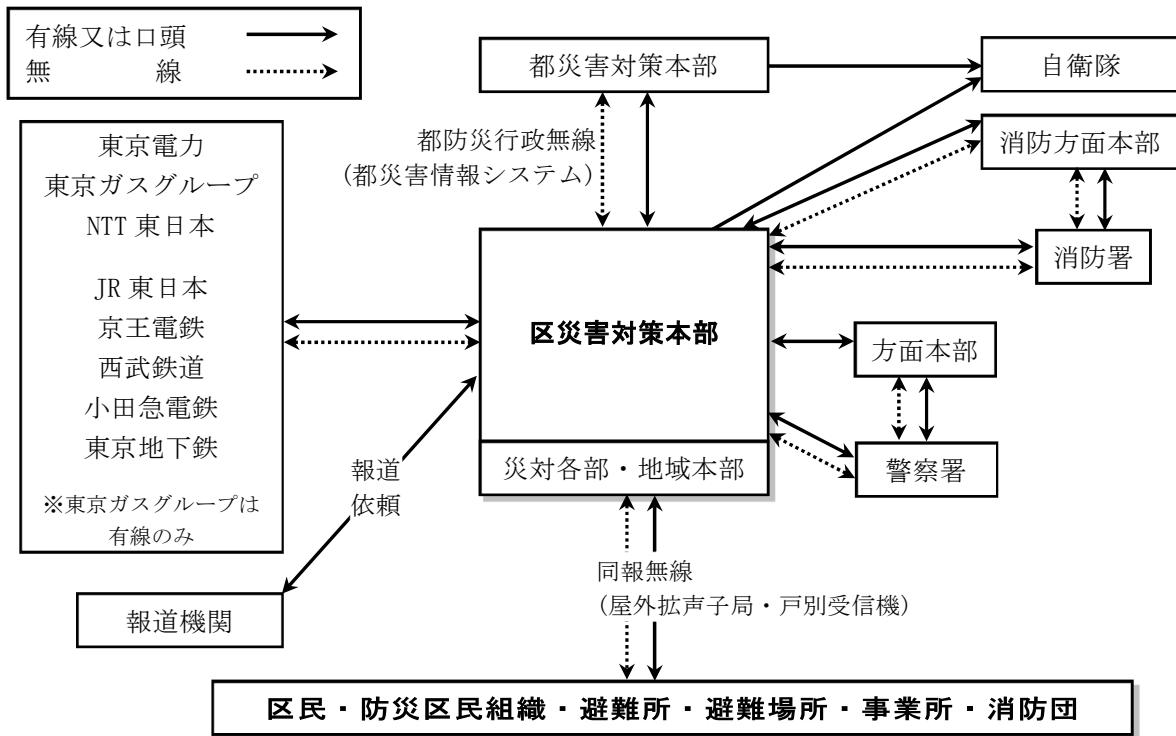 有線又は口頭
無 線
都災害対策本部
自衛隊
都防災行政無線
(都災害情報システム)
消防方面本部
消防署
東京電力
東京ガスグループ
NTT 東日本
JR 東日本
京王電鉄
西武鉄道
小田急電鉄
東京地下鉄
※東京ガスグループは
有線のみ
区災害対策本部
方面本部
災対各部・地域本部
警察署
報道
依頼
同報無線
(屋外拡声子局・戸別受信機)
報道機関
区民・防災区民組織・避難所・避難場所・事業所・消防団